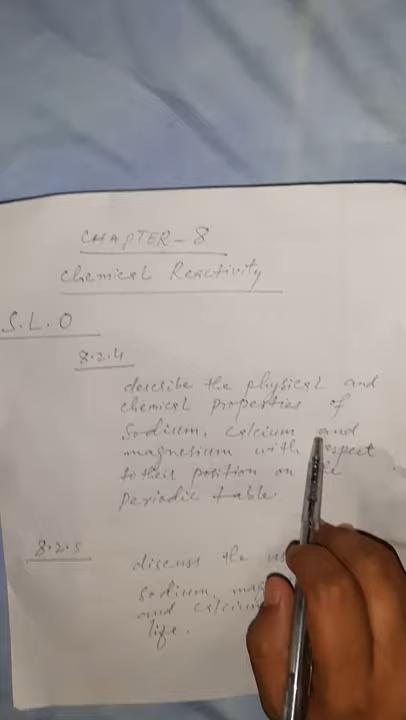 CHAPTER-8
Chemical Reactivity
S.L.O
8.2.4
describe the physical and
chemical properties of
Sodium, calcium and
magnesium with respect
to their position on
periodic table.
8.2.5
discuss the
Sodium,
and calcium
life.